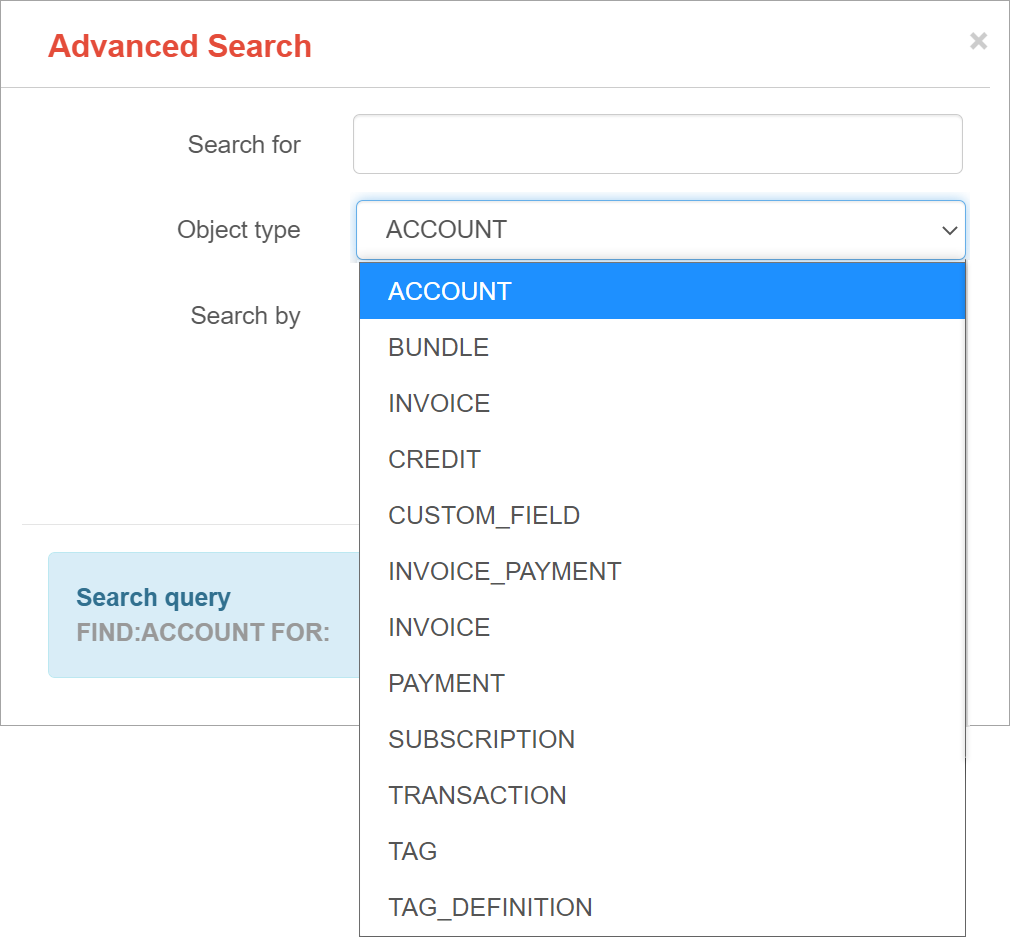 Advanced Search
×
Search for
Object type
ACCOUNT
ACCOUNT
Search by
BUNDLE
INVOICE
CREDIT
CUSTOM_FIELD
INVOICE_PAYMENT
INVOICE
PAYMENT
SUBSCRIPTION
TRANSACTION
TAG
TAG_DEFINITION
Search query
FIND:ACCOUNT FOR: